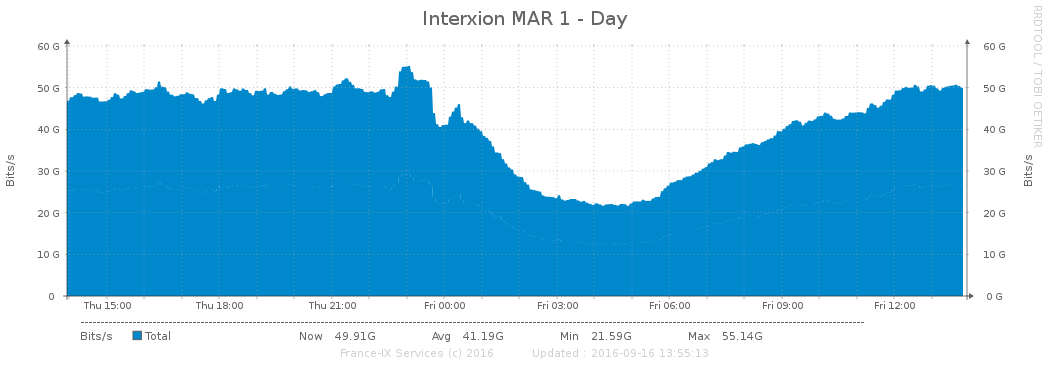 Interxion MAR 1 - Day
RRDTOOL / TOBI OETIKER
Bits/s
60 G 60 G
50 G 50 G
40 G 40 G
30 G 30 G
20 G 20 G
10 G 10 G
0 0 G
Bits/s
Thu 15:00 Thu 18:00 Thu 21:00 Fri 00:00 Fri 03:00 Fri 06:00 Fri 09:00 Fri 12:00
Bits/s Total Now 49.91G Avg 41.19G Min 21.59G Max 55.14G
France-IX Services (c) 2016 Updated : 2016-09-16 13:55:13